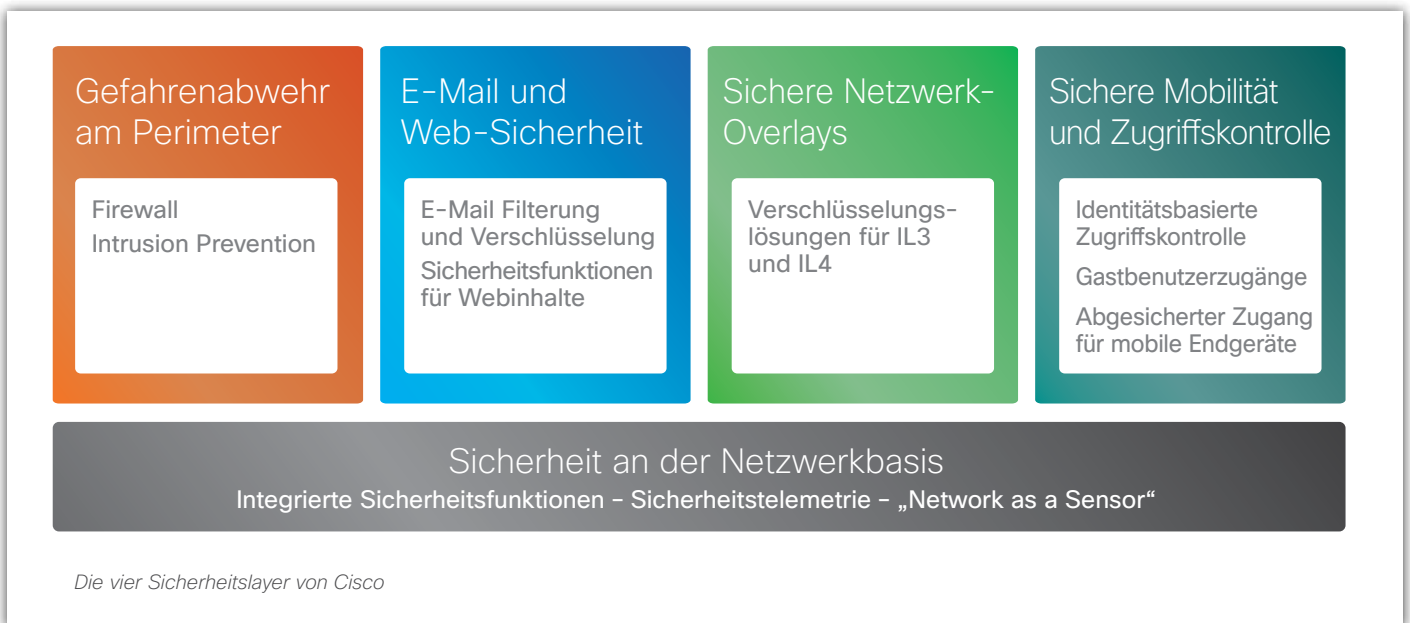 Gefahrenabwehr
am Perimeter
Firewall
Intrusion Prevention
E-Mail und
Web-Sicherheit
E-Mail Filterung
und Verschlüsselung
Sicherheitsfunktionen
für Webinhalte
Sichere Netzwerk-
Overlays
Verschlüsselungs-
lösungen für IL3
und IL4
Sichere Mobilität
und Zugriffskontrolle
Identitätsbasierte
Zugriffskontrolle
Gastbenutzerzugänge
Abgesicherter Zugang
für mobile Endgeräte
Sicherheit an der Netzwerkbasis
Integrierte Sicherheitsfunktionen – Sicherheitstelemetrie – „Network as a Sensor“
Die vier Sicherheitslayer von Cisco